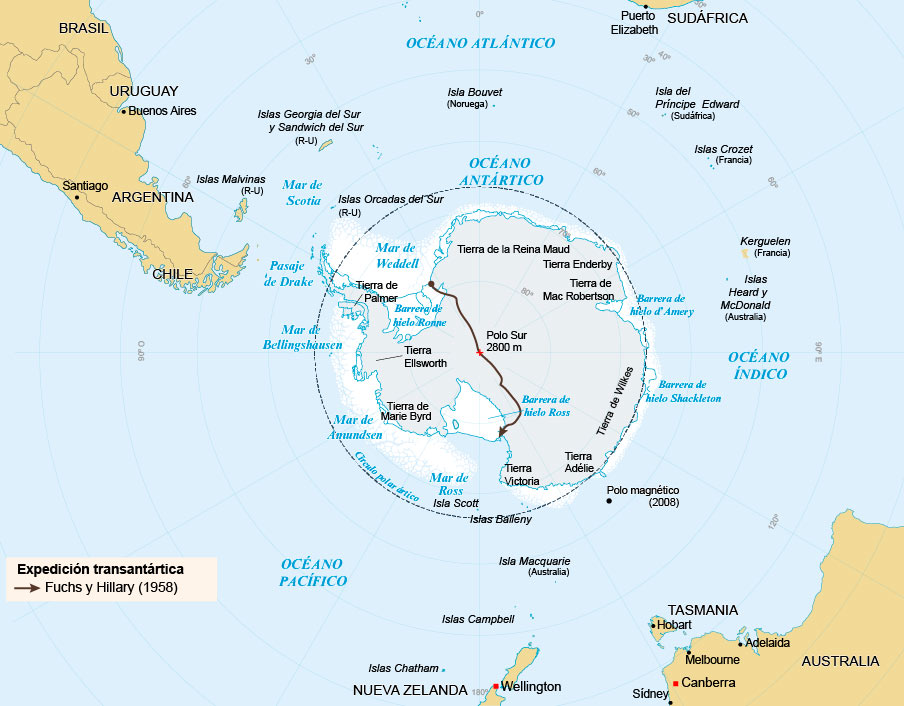 BRASIL
0°
Puerto
Elizabeth
SUDÁFRICA
OCÉANO ATLÁNTICO
30°
30°
40°
URUGUAY
Buenos Aires
Isla Bouvet
(Noruega)
Isla del
Príncipe Edward
(Sudáfrica)
50°
Islas Georgia del Sur
y Sandwich del Sur
(R-U)
Islas Crozet
(Francia)
OCÉANO
ANTÁRTICO
60°
60°
60°
Santiago
ARGENTINA
Islas Malvinas
(R-U)
Mar de
Scotia
Islas Orcadas del Sur
(R-U)
70°
Mar de
Weddell
Tierra de la Reina Maud
Tierra Enderby
Kerguelen
(Francia)
CHILE
Pasaje
de Drake
Tierra de
Palmer
80°
Tierra de
Mac Robertson
Islas
Heard y
McDonald
(Australia)
Barrera de
hielo Ronne
Barrera de
hielo d'Amery
Mar de
Bellingshausen
Polo Sur
2800 m
90° O
Tierra
Ellsworth
90° E
OCÉANO
ÍNDICO
Barrera de
hielo Shackleton
Tierra de Wilkes
Barrera de
hielo Ross
Tierra de
Marie Byrd
Mar de
Amundsen
Círculo polar ártico
Mar de
Ross
Tierra
Victoria
Tierra
Adélie
Polo magnético
(2008)
Isla Scott
Islas Balleny
120°
OCÉANO
PACÍFICO
Isla Macquarie
(Australia)
Expedición transantártica
Fuchs y Hillary (1958)
Islas Campbell
TASMANIA
Hobart
Adelaida
Melbourne
AUSTRALIA
Islas Chatham
NUEVA ZELANDA
180°
Wellington
Canberra
Sídney